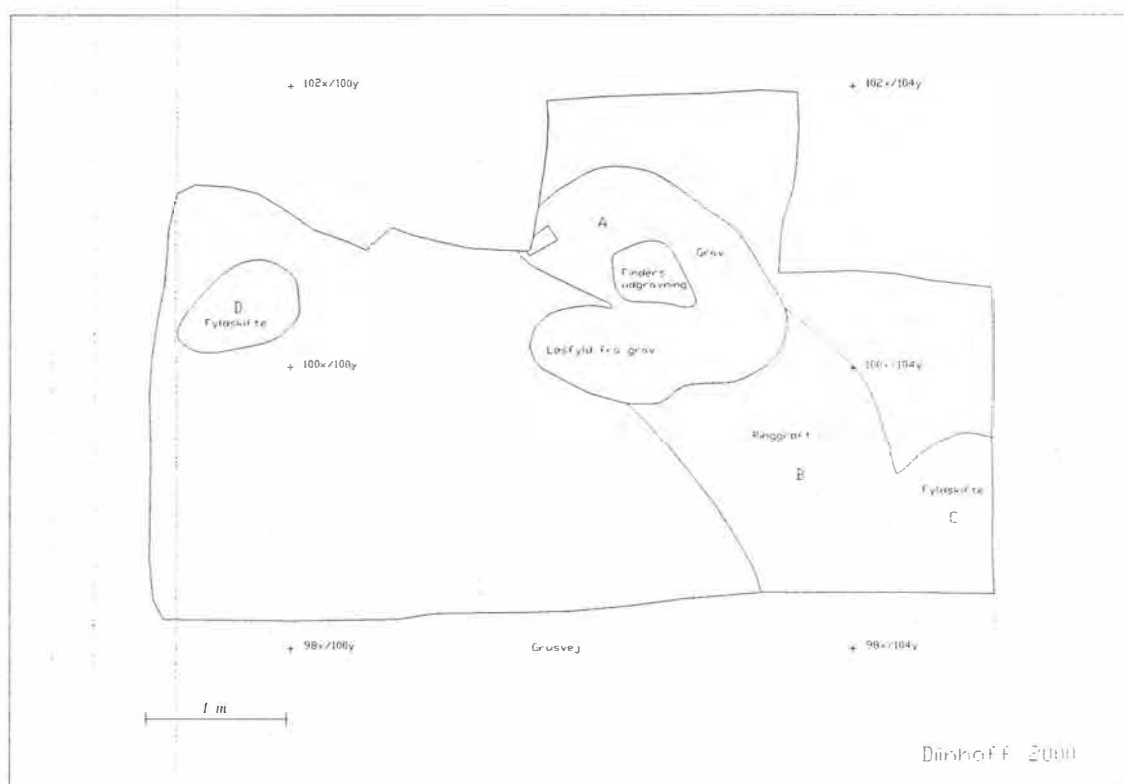 102x/100y
102x/104y
A
Grav
Finders
udgravning
D
Fyldskifte
Løsfyld fra grav
100x/100y
100x/104y
Ringgrøft
B
Fyldskifte
C
98x/100y
Grusvej
98x/104y
1 m
Diinhoff 2000